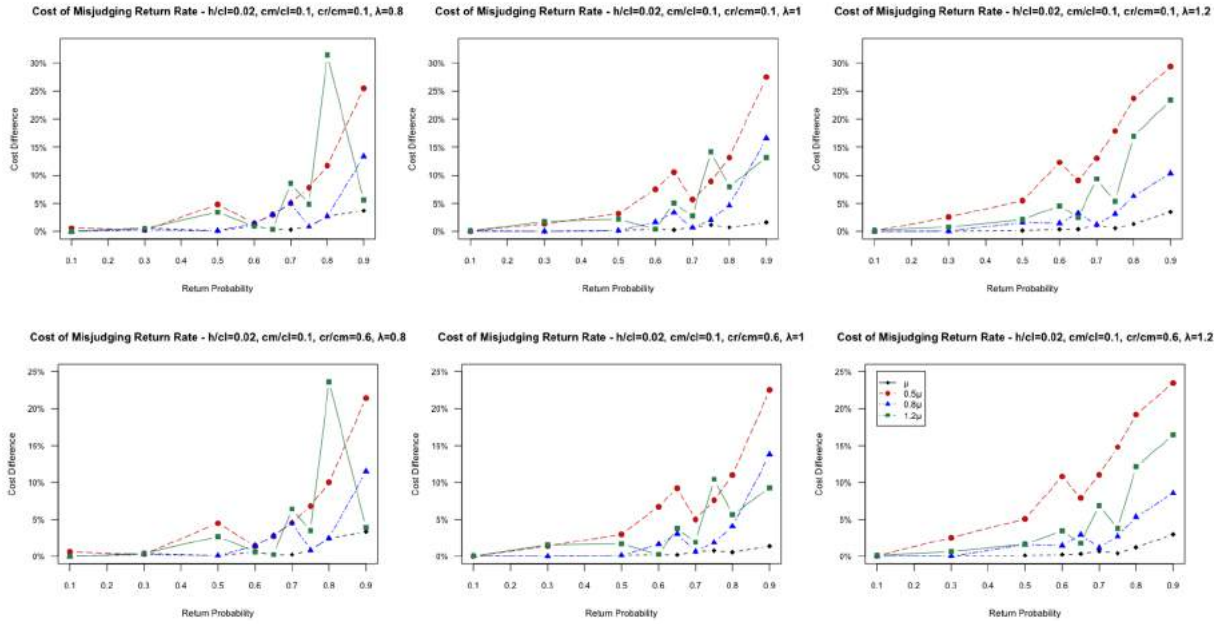 Cost of Misjudging Return Rate - h/cl=0.02, cm/cl=0.1, cr/cm=0.1, λ=0.8
Cost Difference
30%
25%
20%
15%
10%
5%
0%
0.1 0.2 0.3 0.4 0.5 0.6 0.7 0.8 0.9
Return Probability
Cost of Misjudging Return Rate - h/cl=0.02, cm/cl=0.1, cr/cm=0.1, λ=1
Cost Difference
30%
25%
20%
15%
10%
5%
0%
0.1 0.2 0.3 0.4 0.5 0.6 0.7 0.8 0.9
Return Probability
Cost of Misjudging Return Rate - h/cl=0.02, cm/cl=0.1, cr/cm=0.1, λ=1.2
Cost Difference
30%
25%
20%
15%
10%
5%
0%
0.1 0.2 0.3 0.4 0.5 0.6 0.7 0.8 0.9
Return Probability
Cost of Misjudging Return Rate - h/cl=0.02, cm/cl=0.1, cr/cm=0.6, λ=0.8
Cost Difference
25%
20%
15%
10%
5%
0%
0.1 0.2 0.3 0.4 0.5 0.6 0.7 0.8 0.9
Return Probability
Cost of Misjudging Return Rate - h/cl=0.02, cm/cl=0.1, cr/cm=0.6, λ=1
Cost Difference
25%
20%
15%
10%
5%
0%
0.1 0.2 0.3 0.4 0.5 0.6 0.7 0.8 0.9
Return Probability
Cost of Misjudging Return Rate - h/cl=0.02, cm/cl=0.1, cr/cm=0.6, λ=1.2
Cost Difference
25%
20%
15%
10%
5%
0%
μ
0.5μ
0.8μ
1.2μ
0.1 0.2 0.3 0.4 0.5 0.6 0.7 0.8 0.9
Return Probability